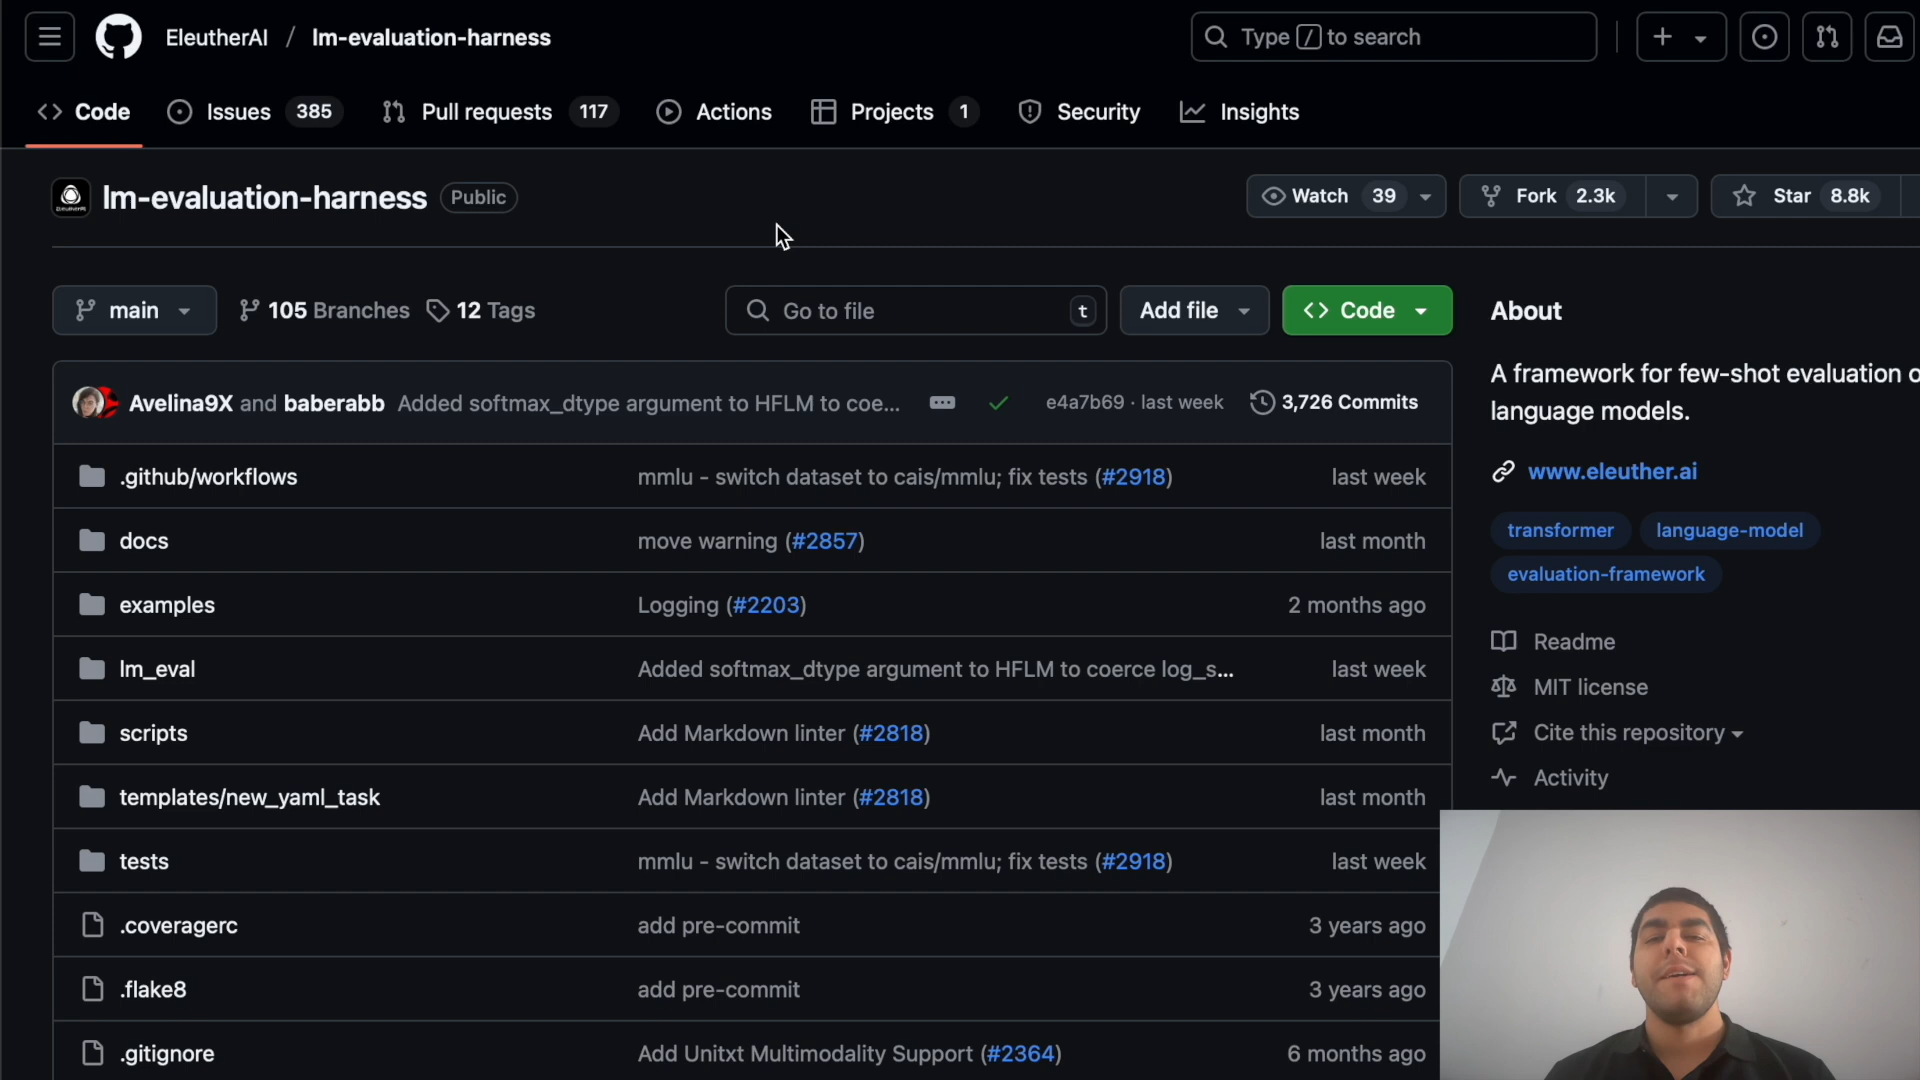 EleutherAI / lm-evaluation-harness
Type / to search
Code
Issues 385
Pull requests 117
Actions
Projects 1
Security
Insights
lm-evaluation-harness Public
Watch 39
Fork 2.3k
Star 8.8k
main
105 Branches
12 Tags
Go to file t
Add file
Code
Avelina9X and baberabb Added softmax_dtype argument to HFLM to coe... e4a7b69 · last week 3,726 Commits
.github/workflows mmlu - switch dataset to cais/mmlu; fix tests (#2918) last week
docs move warning (#2857) last month
examples Logging (#2203) 2 months ago
lm_eval Added softmax_dtype argument to HFLM to coerce log_s... last week
scripts Add Markdown linter (#2818) last month
templates/new_yaml_task Add Markdown linter (#2818) last month
tests mmlu - switch dataset to cais/mmlu; fix tests (#2918) last week
.coveragerc add pre-commit 3 years ago
.flake8 add pre-commit 3 years ago
.gitignore Add Unitxt Multimodality Support (#2364) 6 months ago
About
A framework for few-shot evaluation o
language models.
www.eleuther.ai
transformer language-model
evaluation-framework
Readme
MIT license
Cite this repository
Activity